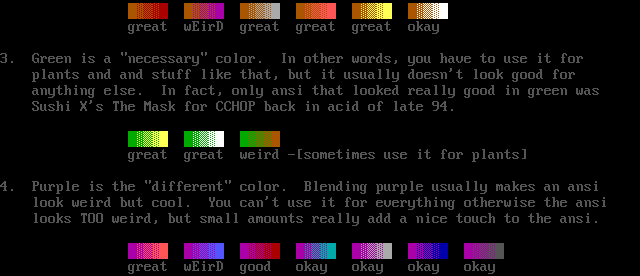 great wEirD great great great okay
3. Green is a "necessary" color. In other words, you have to use it for
plants and and stuff like that, but it usually doesn't look good for
anything else. In fact, only ansi that looked really good in green was
Sushi X's The Mask for CCHOP back in acid of late 94.
great great weird -[sometimes use it for plants]
4. Purple is the "different" color. Blending purple usually makes an ansi
look weird but cool. You can't use it for everything otherwise the ansi
looks TOO weird, but small amounts really add a nice touch to the ansi.
great wEirD good okay okay okay okay